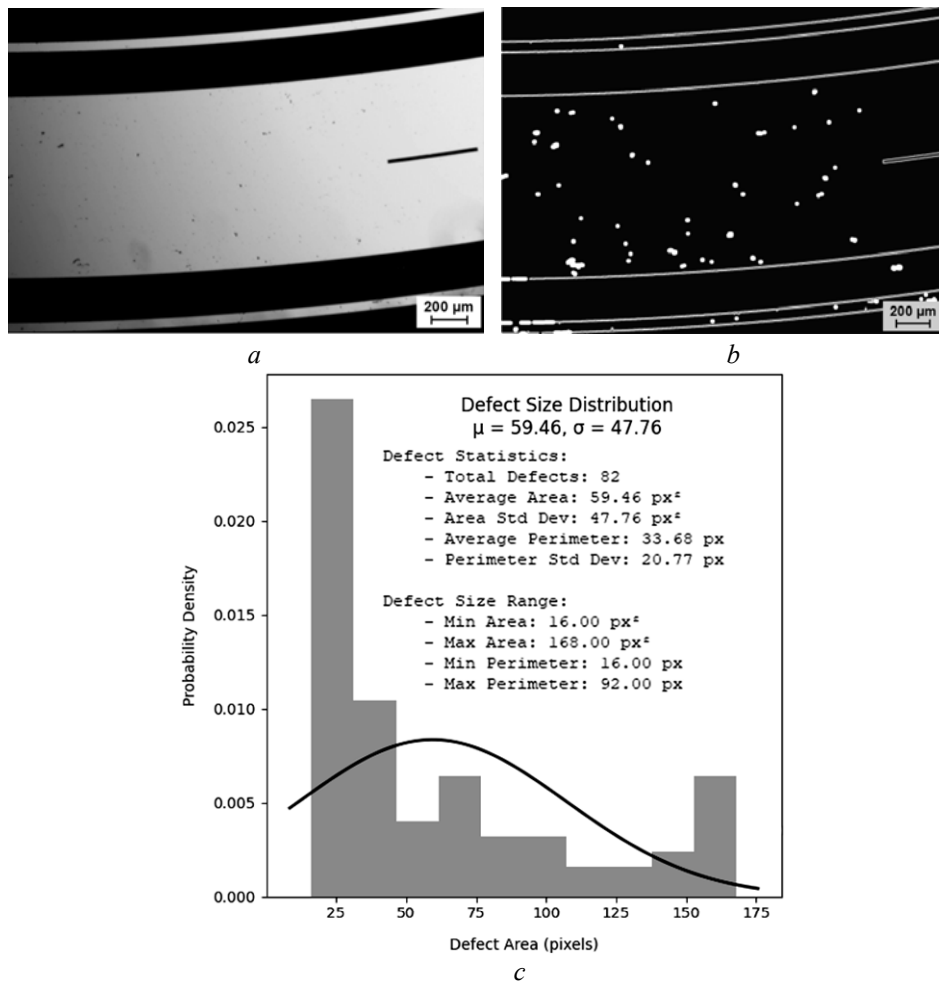 200 µm
200 µm
a
b
Defect Size Distribution
μ = 59.46, σ = 47.76
Defect Statistics:
- Total Defects: 82
- Average Area: 59.46 px²
- Area Std Dev: 47.76 px²
- Average Perimeter: 33.68 px
- Perimeter Std Dev: 20.77 px
Defect Size Range:
- Min Area: 16.00 px²
- Max Area: 168.00 px²
- Min Perimeter: 16.00 px
- Max Perimeter: 92.00 px
Probability Density
0.025
0.020
0.015
0.010
0.005
0.000
25 50 75 100 125 150 175
Defect Area (pixels)
c